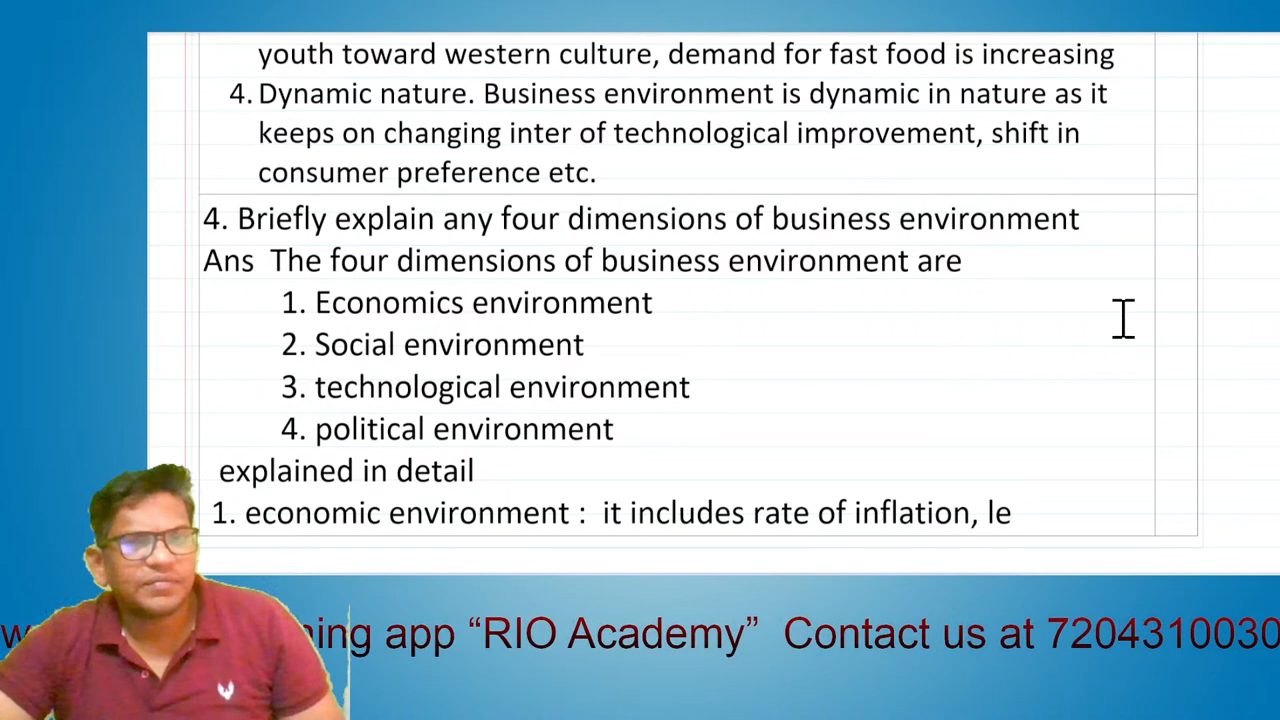 youth toward western culture, demand for fast food is increasing
4. Dynamic nature. Business environment is dynamic in nature as it
keeps on changing inter of technological improvement, shift in
consumer preference etc.
4. Briefly explain any four dimensions of business environment
Ans The four dimensions of business environment are
1. Economics environment
2. Social environment
3. technological environment
4. political environment
explained in detail
1. economic environment : it includes rate of inflation, le
app “RIO Academy” Contact us at 7204310030